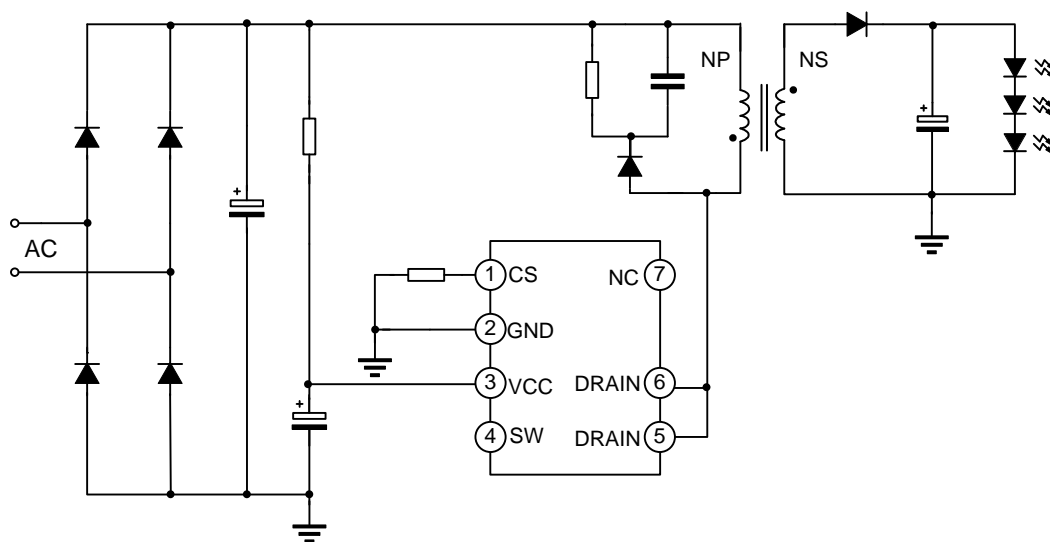 NP
NS
+
+
AC
1
CS
NC
7
2
GND
3
VCC
DRAIN
6
+
4
SW
DRAIN
5